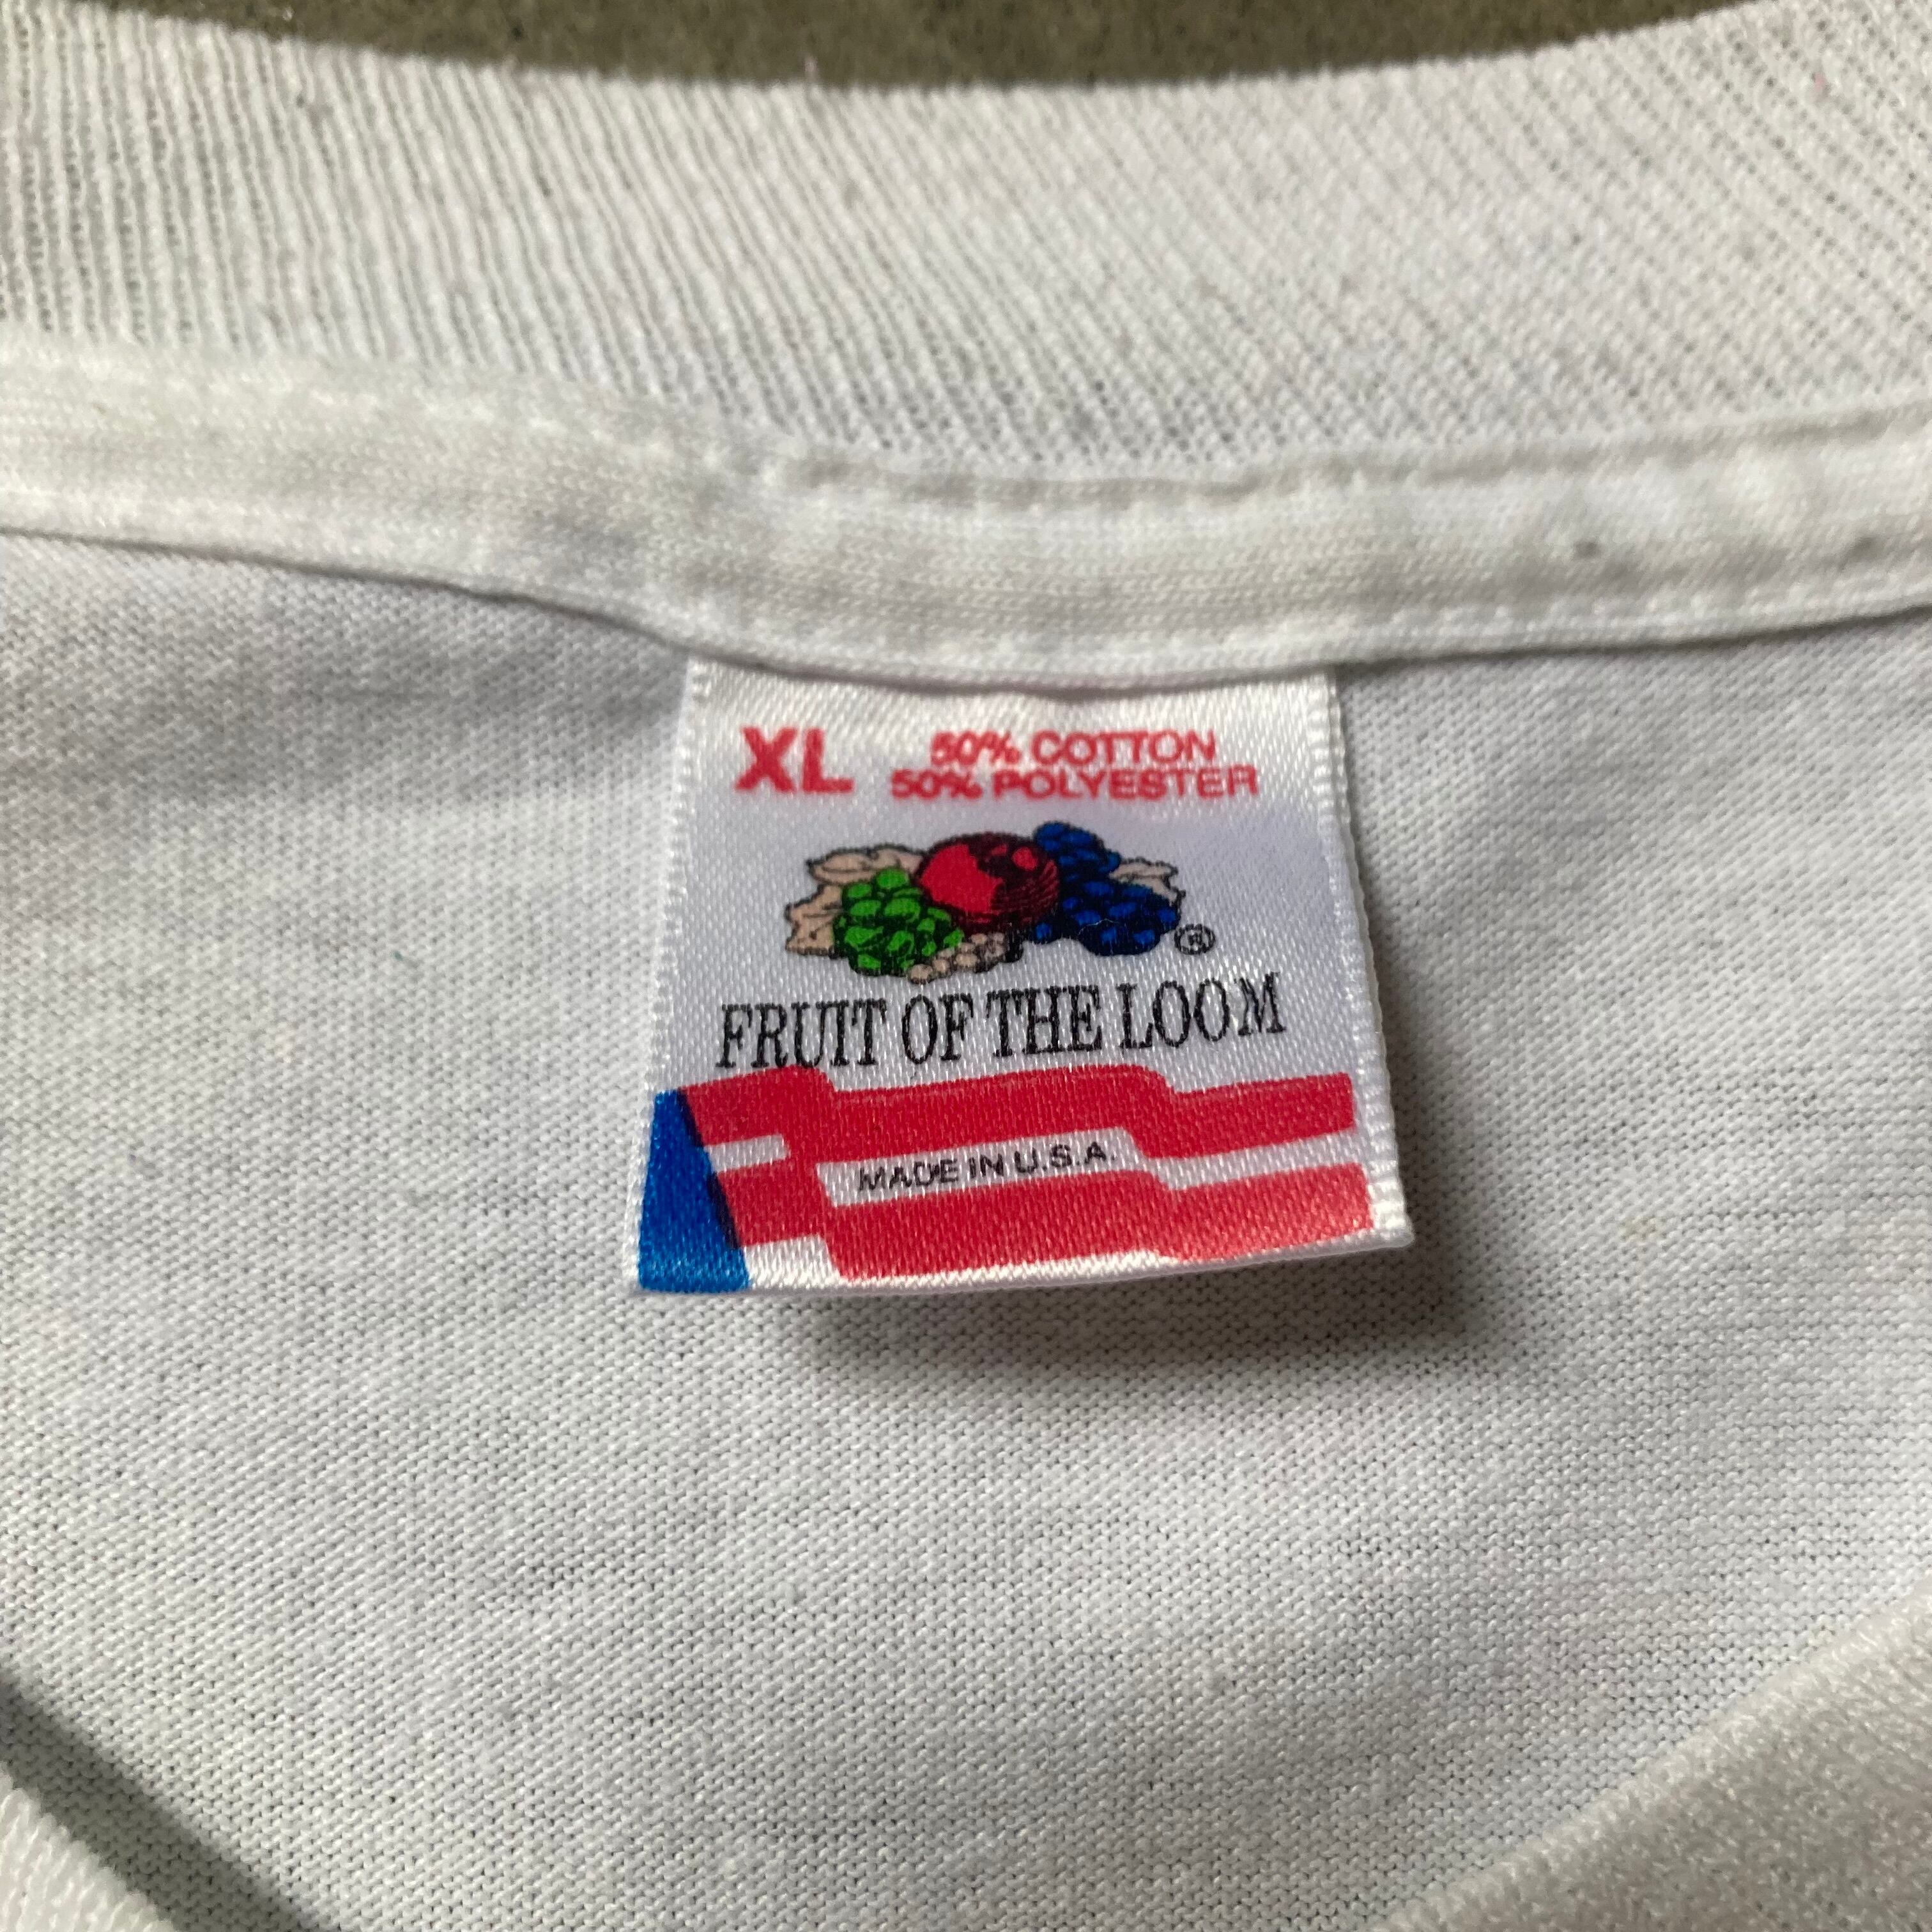 XL
50% COTTON
50% POLYESTER
®
FRUIT OF THE LOOM
MADE IN U.S.A.